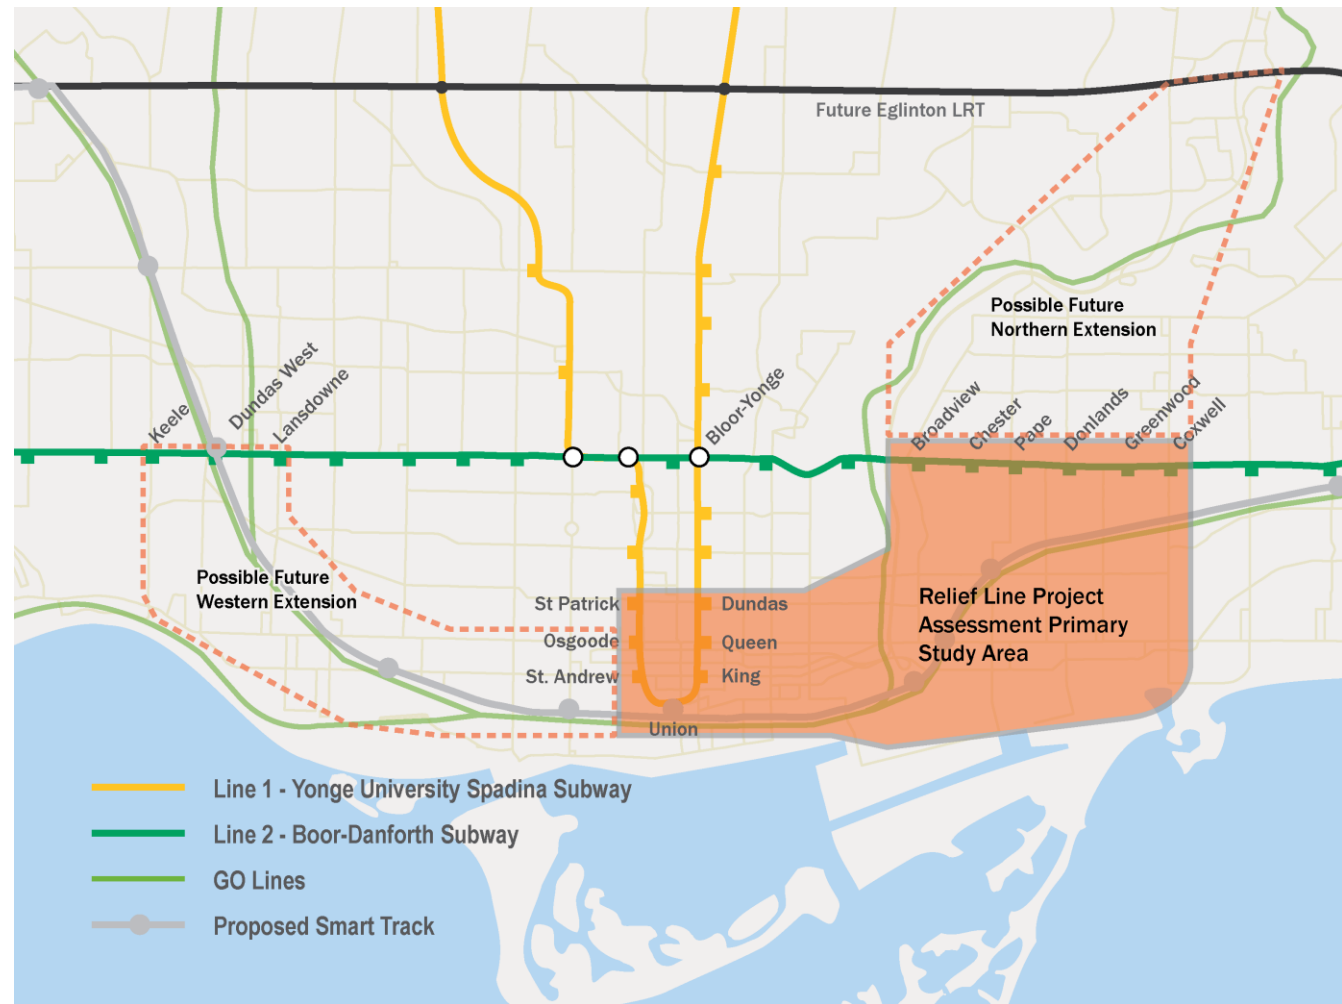 Future Eglinton LRT
Possible Future
Northern Extension
Keele
Dundas West
Lansdowne
Bloor-Yonge
Broadview
Chester
Pape
Donlands
Greenwood
Coxwell
Possible Future
Western Extension
St Patrick
Dundas
Osgoode
Queen
St. Andrew
King
Union
Relief Line Project
Assessment Primary
Study Area
Line 1 - Yonge University Spadina Subway
Line 2 - Boor-Danforth Subway
GO Lines
Proposed Smart Track